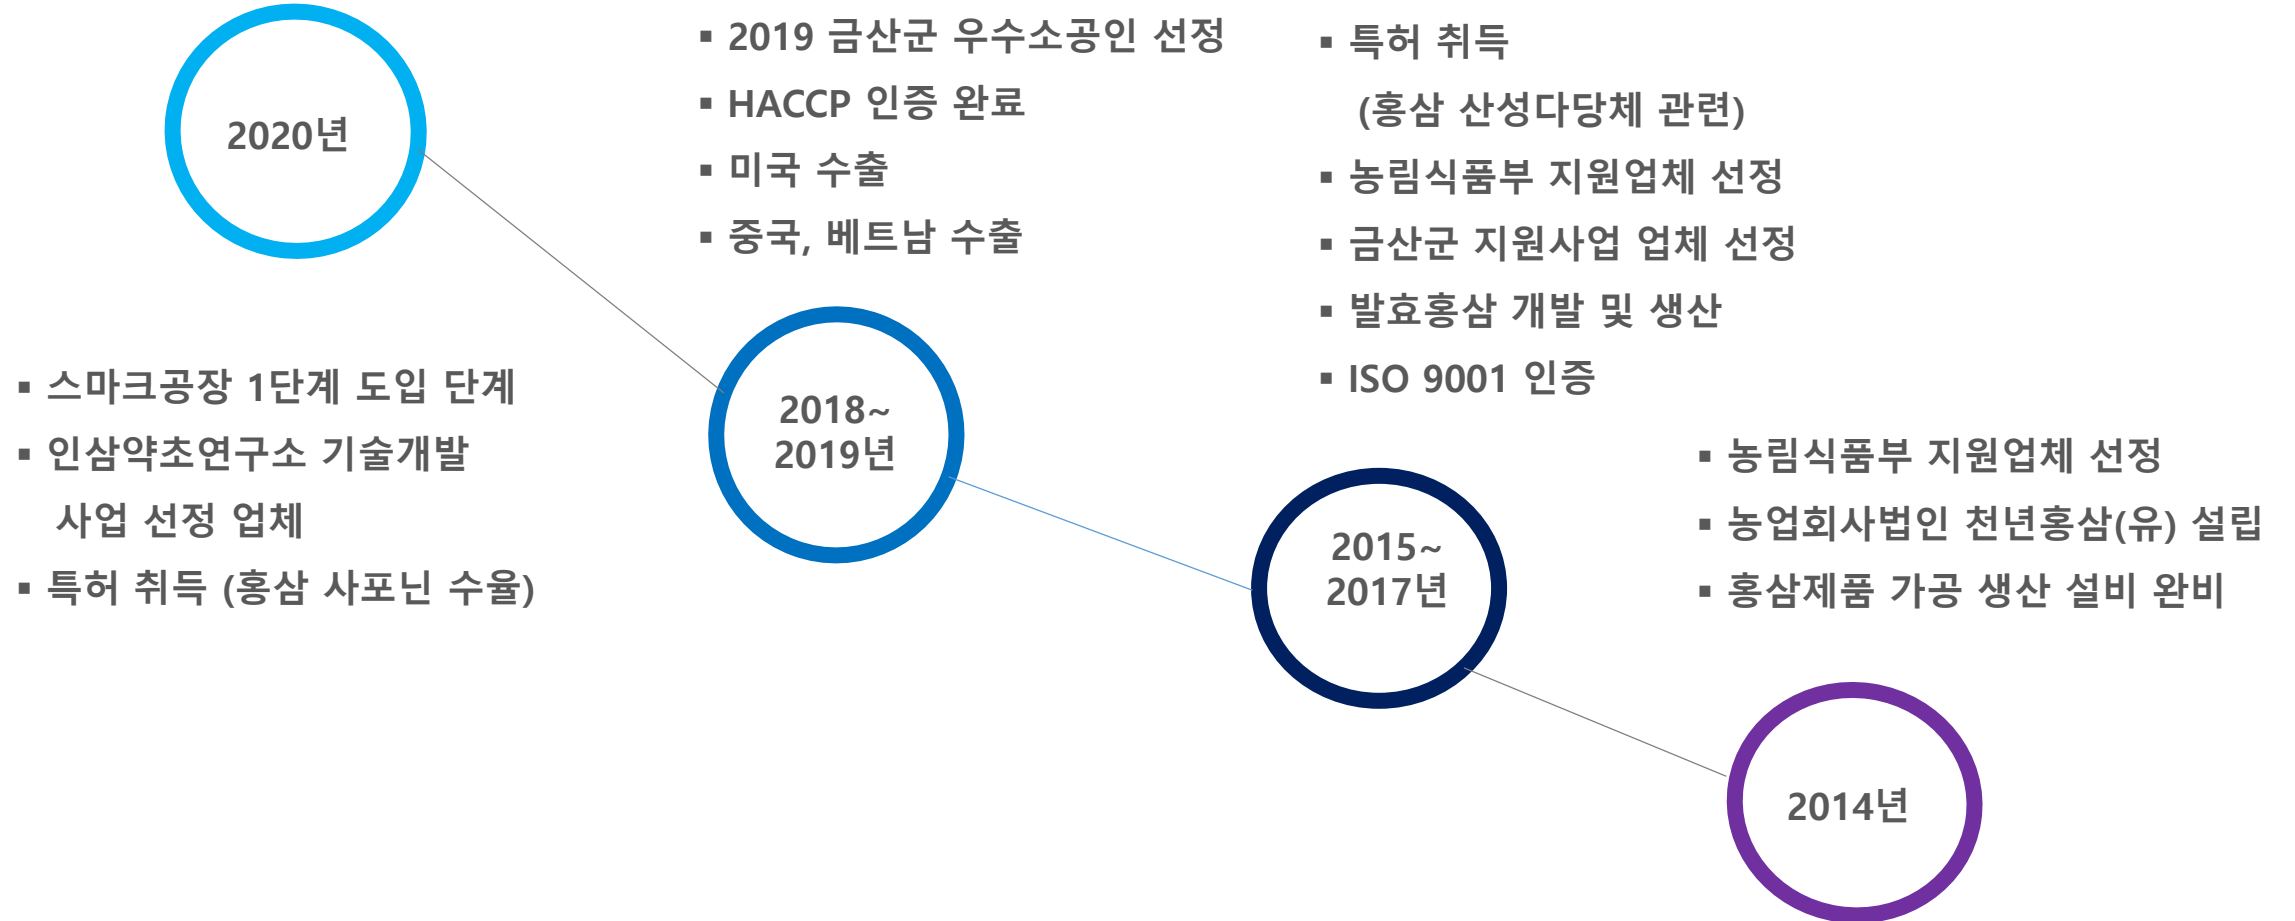 2020년
▪ 스마크공장 1단계 도입 단계
▪ 인삼약초연구소 기술개발
사업 선정 업체
▪ 특허 취득 (홍삼 사포닌 수율)
▪ 2019 금산군 우수소공인 선정
▪ HACCP 인증 완료
▪ 미국 수출
▪ 중국, 베트남 수출
2018~
2019년
▪ 특허 취득
(홍삼 산성다당체 관련)
▪ 농림식품부 지원업체 선정
▪ 금산군 지원사업 업체 선정
▪ 발효홍삼 개발 및 생산
▪ ISO 9001 인증
2015~
2017년
▪ 농림식품부 지원업체 선정
▪ 농업회사법인 천년홍삼(유) 설립
▪ 홍삼제품 가공 생산 설비 완비
2014년